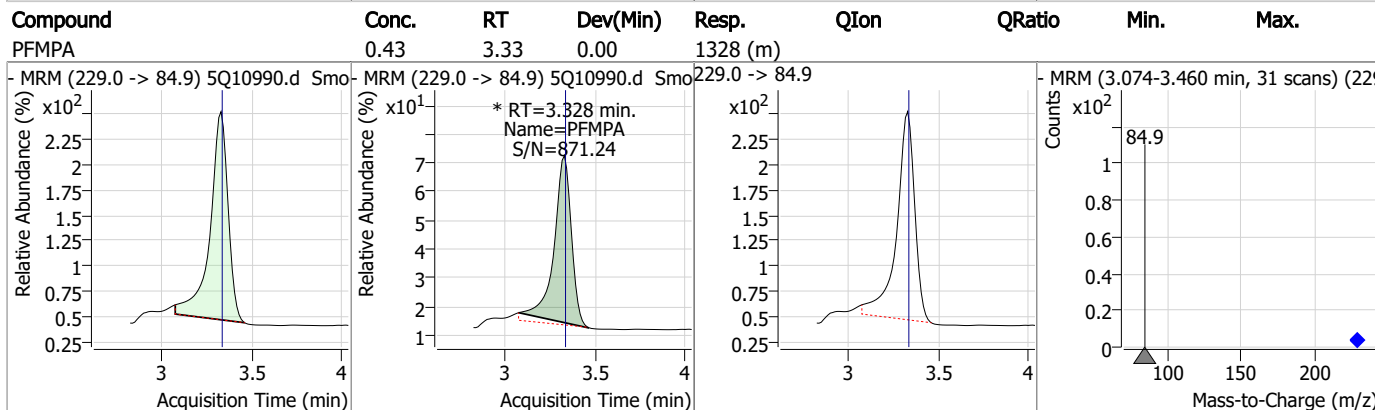 Compound Conc. RT Dev(Min) Resp. QIon QRatio Min. Max.
PFMPA 0.43 3.33 0.00 1328 (m)
- MRM (229.0 -> 84.9) 5Q10990.d Smo
Relative Abundance (%)
x10²
2.25
2
1.75
1.5
1.25
1
0.75
0.5
0.25
3 3.5 4
Acquisition Time (min)
- MRM (229.0 -> 84.9) 5Q10990.d Smo
Relative Abundance (%)
x10¹
* RT=3.328 min.
Name=PFMPA
S/N=871.24
7
6
5
4
3
2
1
3 3.5 4
Acquisition Time (min)
229.0 -> 84.9
x10²
2.25
2
1.75
1.5
1.25
1
0.75
0.5
0.25
3 3.5 4
Acquisition Time (min)
- MRM (3.074-3.460 min, 31 scans) (229
Counts
x10²
84.9
1
0.8
0.6
0.4
0.2
0
100 150 200
Mass-to-Charge (m/z)